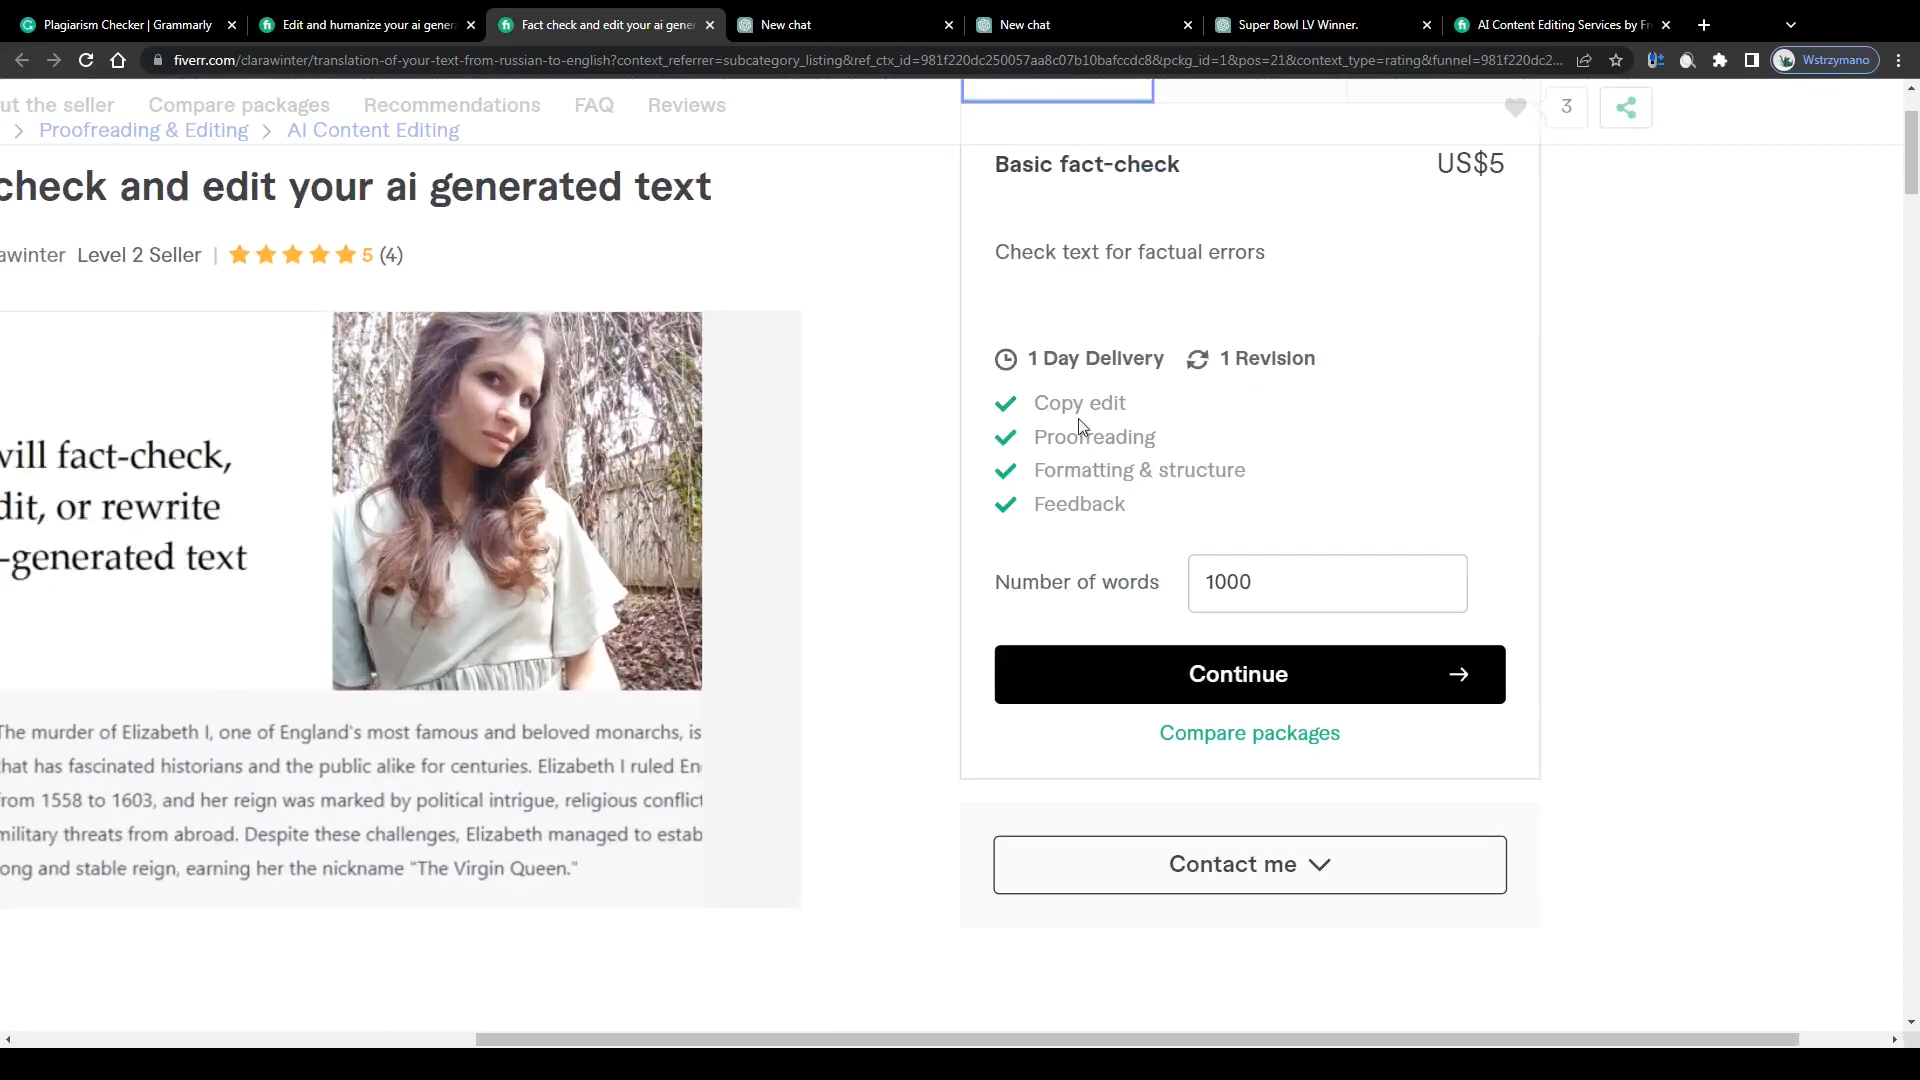 Plagiarism Checker | Grammarly
Edit and humanize your ai genera
Fact check and edit your ai gener
New chat
New chat
Super Bowl LV Winner.
AI Content Editing Services by Fr
fiverr.com/clarawinter/translation-of-your-text-from-russian-to-english?context_referrer=subcategory_listing&ref_ctx_id=981f220dc250057aa8c07b10bafccdc8&pckg_id=1&pos=21&context_type=rating&funnel=981f220dc2...
Wstrzymano
ut the seller
Compare packages
Recommendations
FAQ
Reviews
3
> Proofreading & Editing > AI Content Editing
check and edit your ai generated text
awinter Level 2 Seller | 5 (4)
will fact-check,
dit, or rewrite
-generated text
The murder of Elizabeth I, one of England's most famous and beloved monarchs, is
that has fascinated historians and the public alike for centuries. Elizabeth I ruled En
from 1558 to 1603, and her reign was marked by political intrigue, religious conflict
military threats from abroad. Despite these challenges, Elizabeth managed to estab
ong and stable reign, earning her the nickname "The Virgin Queen."
Basic fact-check
US$5
Check text for factual errors
1 Day Delivery
1 Revision
Copy edit
Proofreading
Formatting & structure
Feedback
Number of words
1000
Continue
Compare packages
Contact me